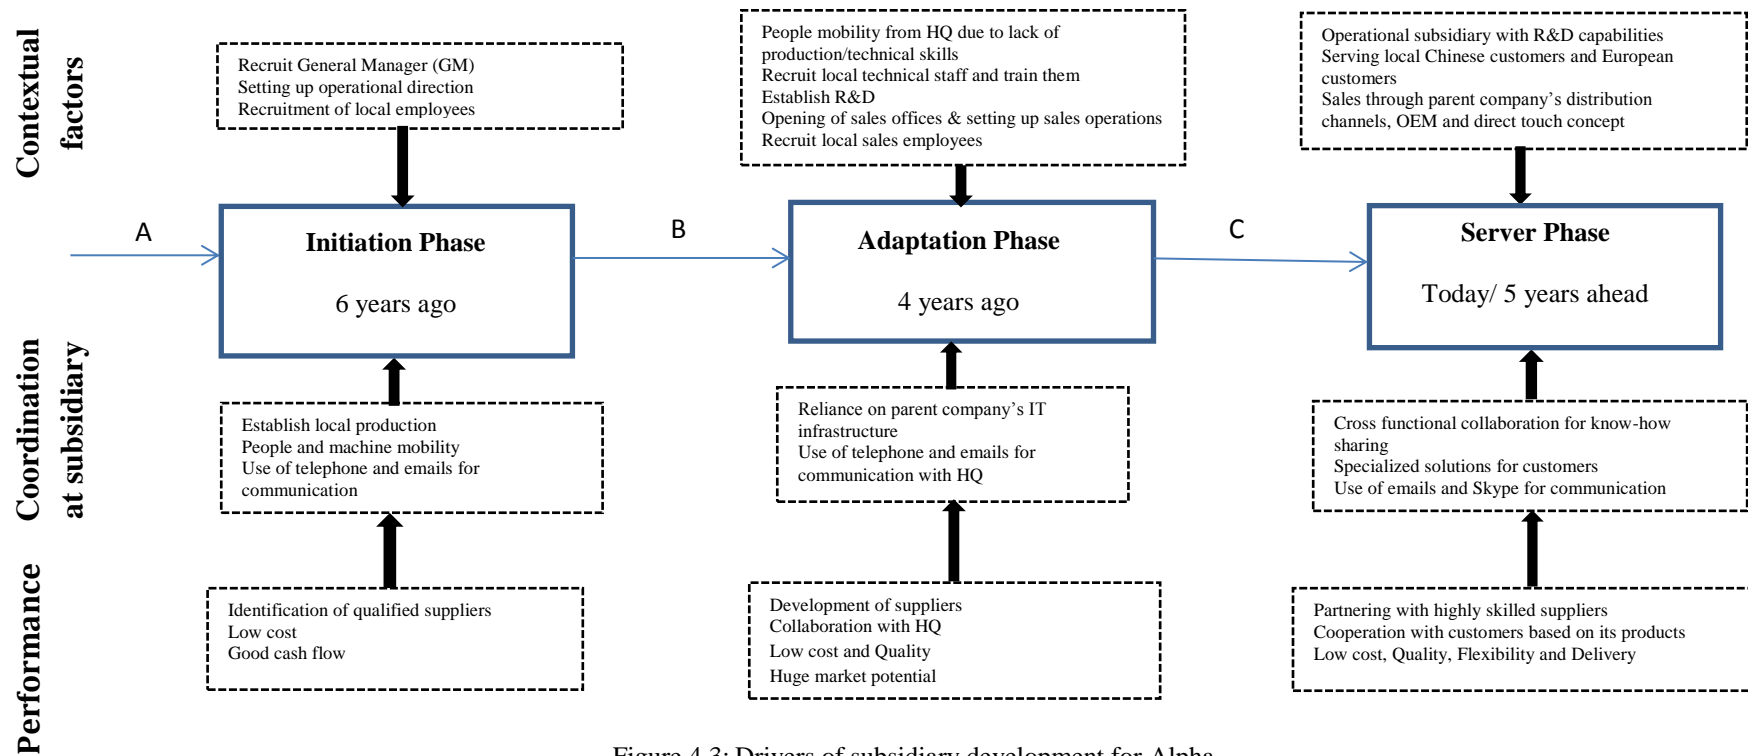 Contextual
factors
Recruit General Manager (GM)
Setting up operational direction
Recruitment of local employees
People mobility from HQ due to lack of
production/technical skills
Recruit local technical staff and train them
Establish R&D
Opening of sales offices & setting up sales operations
Recruit local sales employees
Operational subsidiary with R&D capabilities
Serving local Chinese customers and European
customers
Sales through parent company’s distribution
channels, OEM and direct touch concept
A
Initiation Phase
6 years ago
B
Adaptation Phase
4 years ago
C
Server Phase
Today/ 5 years ahead
Coordination
at subsidiary
Establish local production
People and machine mobility
Use of telephone and emails for
communication
Reliance on parent company’s IT
infrastructure
Use of telephone and emails for
communication with HQ
Cross functional collaboration for know-how
sharing
Specialized solutions for customers
Use of emails and Skype for communication
Performance
Identification of qualified suppliers
Low cost
Good cash flow
Development of suppliers
Collaboration with HQ
Low cost and Quality
Huge market potential
Partnering with highly skilled suppliers
Cooperation with customers based on its products
Low cost, Quality, Flexibility and Delivery
Figure 4.3: Drivers of subsidiary development for Alpha